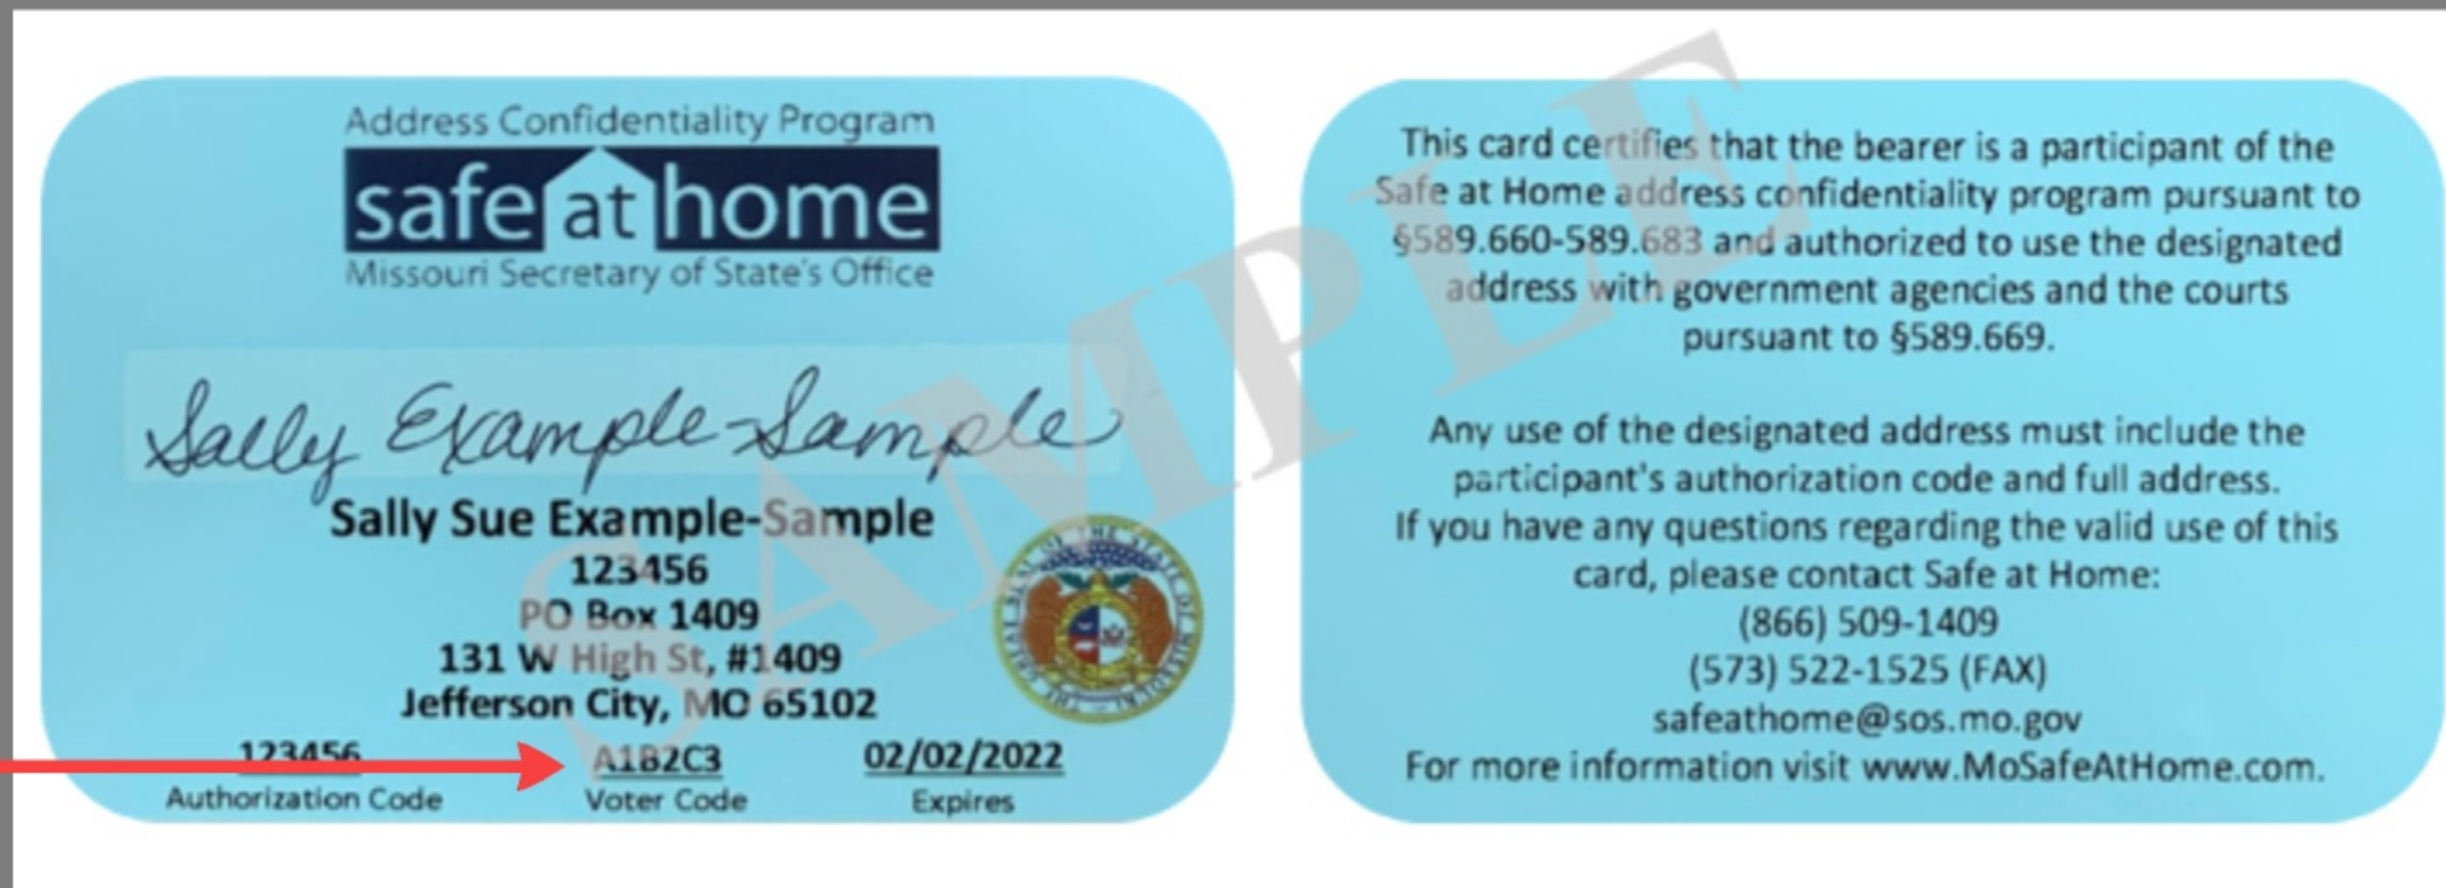 Address Confidentiality Program
safe at home
Missouri Secretary of State's Office
Sally Example-Sample
Sally Sue Example-Sample
123456
PO Box 1409
131 W High St, #1409
Jefferson City, MO 65102
123456 A1B2C3 02/02/2022
Authorization Code Voter Code Expires
This card certifies that the bearer is a participant of the
Safe at Home address confidentiality program pursuant to
§589.660-589.683 and authorized to use the designated
address with government agencies and the courts
pursuant to §589.669.
Any use of the designated address must include the
participant's authorization code and full address.
If you have any questions regarding the valid use of this
card, please contact Safe at Home:
(866) 509-1409
(573) 522-1525 (FAX)
safeathome@sos.mo.gov
For more information visit www.MoSafeAtHome.com.
SAMPLE